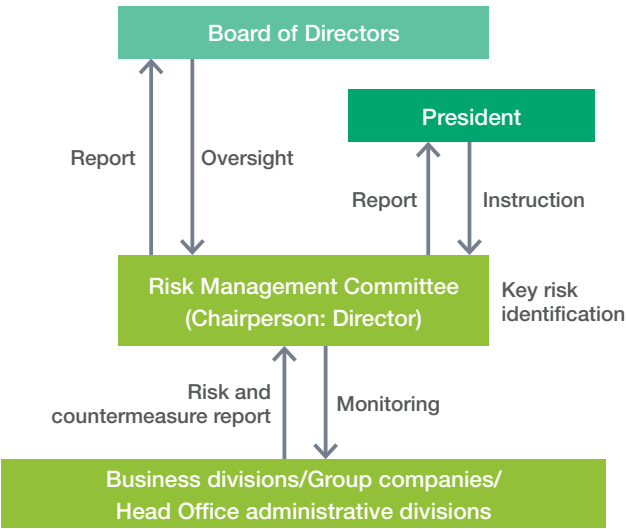 Board of Directors
President
Report
Oversight
Report
Instruction
Risk Management Committee
(Chairperson: Director)
Key risk
identification
Risk and
countermeasure report
Monitoring
Business divisions/Group companies/
Head Office administrative divisions